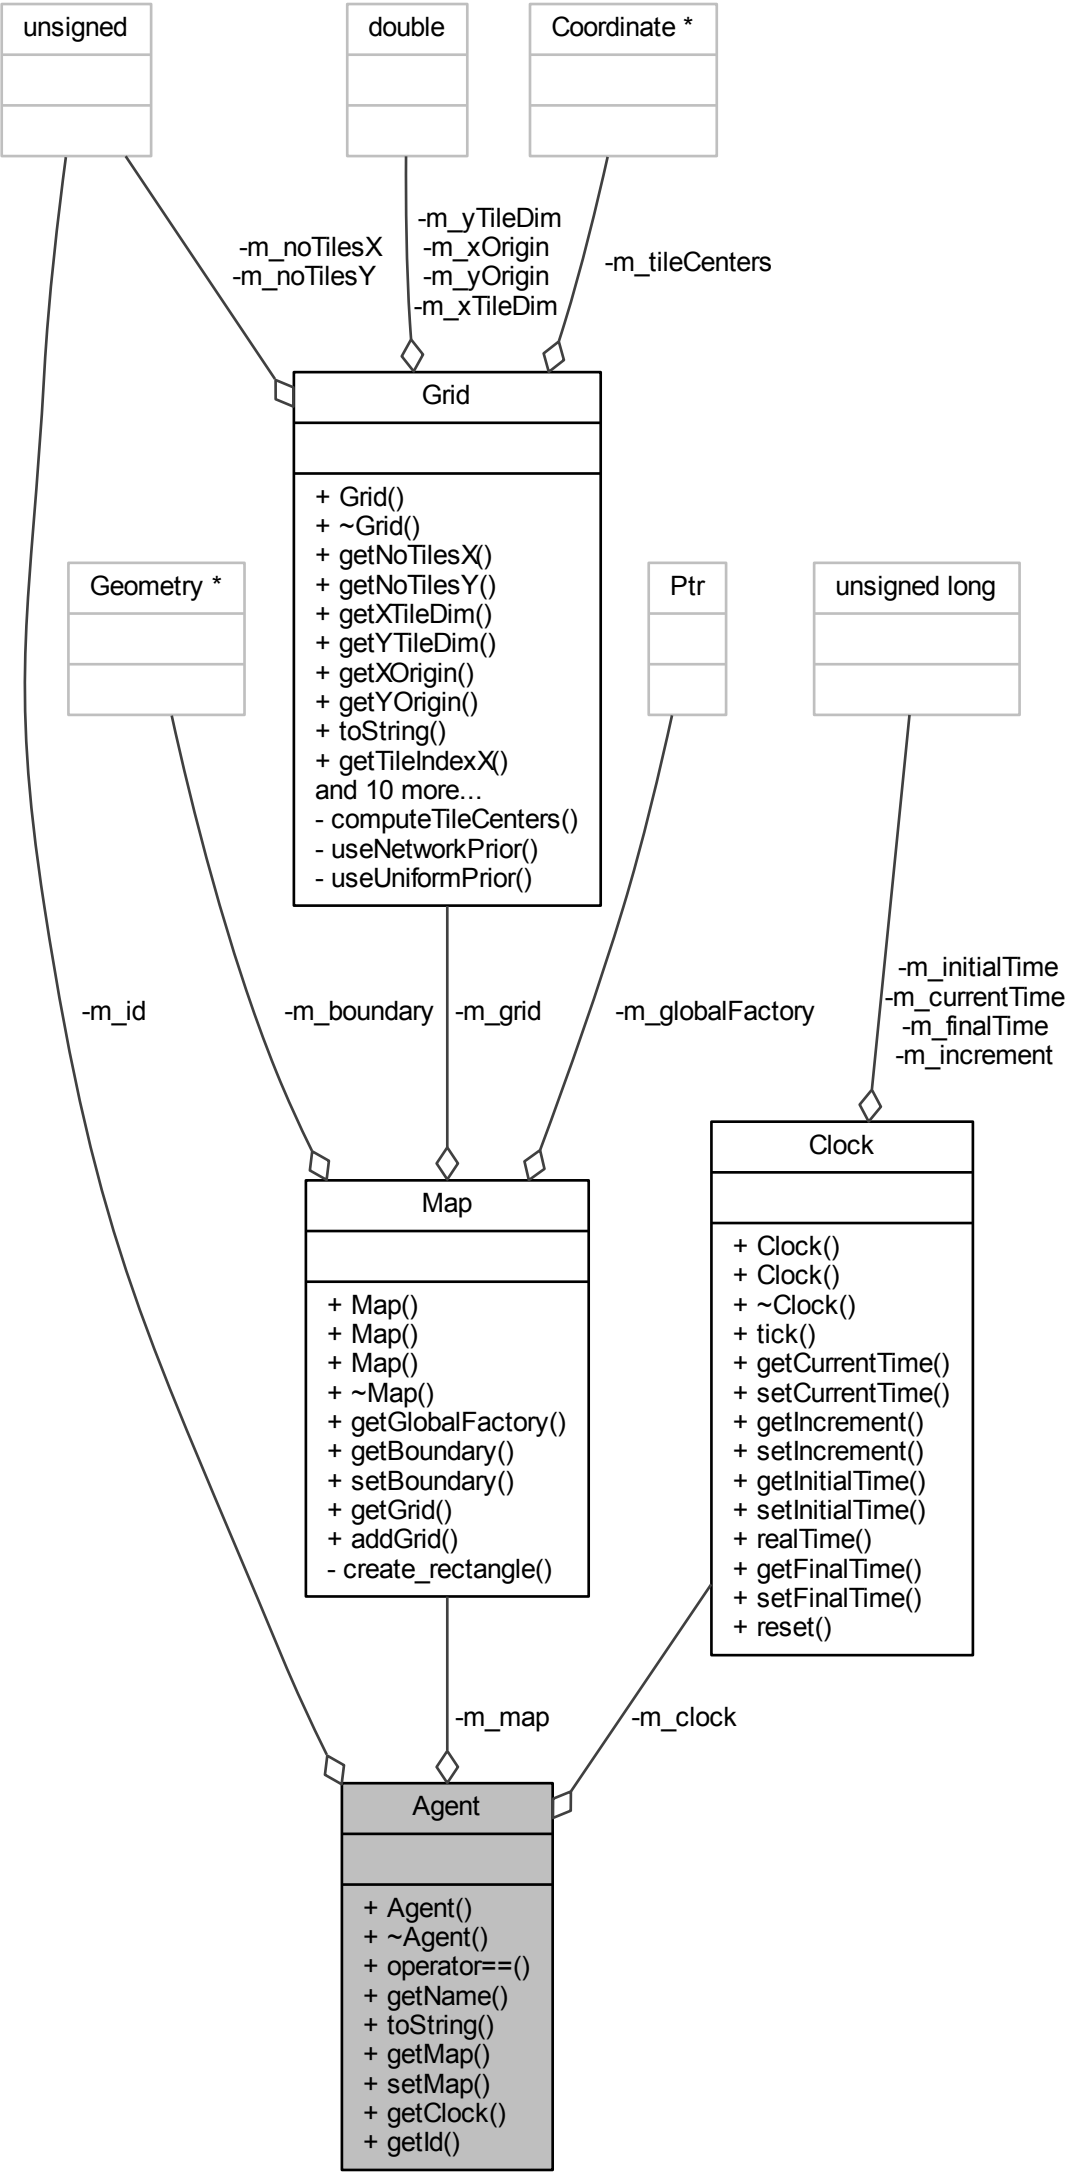 unsigned
double
Coordinate *
-m_noTilesX
-m_noTilesY
-m_yTileDim
-m_xOrigin
-m_yOrigin
-m_xTileDim
-m_tileCenters
Grid
+ Grid()
+ ~Grid()
+ getNoTilesX()
+ getNoTilesY()
+ getXTileDim()
+ getYTileDim()
+ getXOrigin()
+ getYOrigin()
+ toString()
+ getTileIndexX()
and 10 more...
- computeTileCenters()
- useNetworkPrior()
- useUniformPrior()
Geometry *
Ptr
unsigned long
-m_id
-m_boundary
-m_grid
-m_globalFactory
-m_initialTime
-m_currentTime
-m_finalTime
-m_increment
Map
+ Map()
+ Map()
+ Map()
+ ~Map()
+ getGlobalFactory()
+ getBoundary()
+ setBoundary()
+ getGrid()
+ addGrid()
- create_rectangle()
Clock
+ Clock()
+ Clock()
+ ~Clock()
+ tick()
+ getCurrentTime()
+ setCurrentTime()
+ getIncrement()
+ setIncrement()
+ getInitialTime()
+ setInitialTime()
+ realTime()
+ getFinalTime()
+ setFinalTime()
+ reset()
-m_map
-m_clock
Agent
+ Agent()
+ ~Agent()
+ operator==()
+ getName()
+ toString()
+ getMap()
+ setMap()
+ getClock()
+ getId()